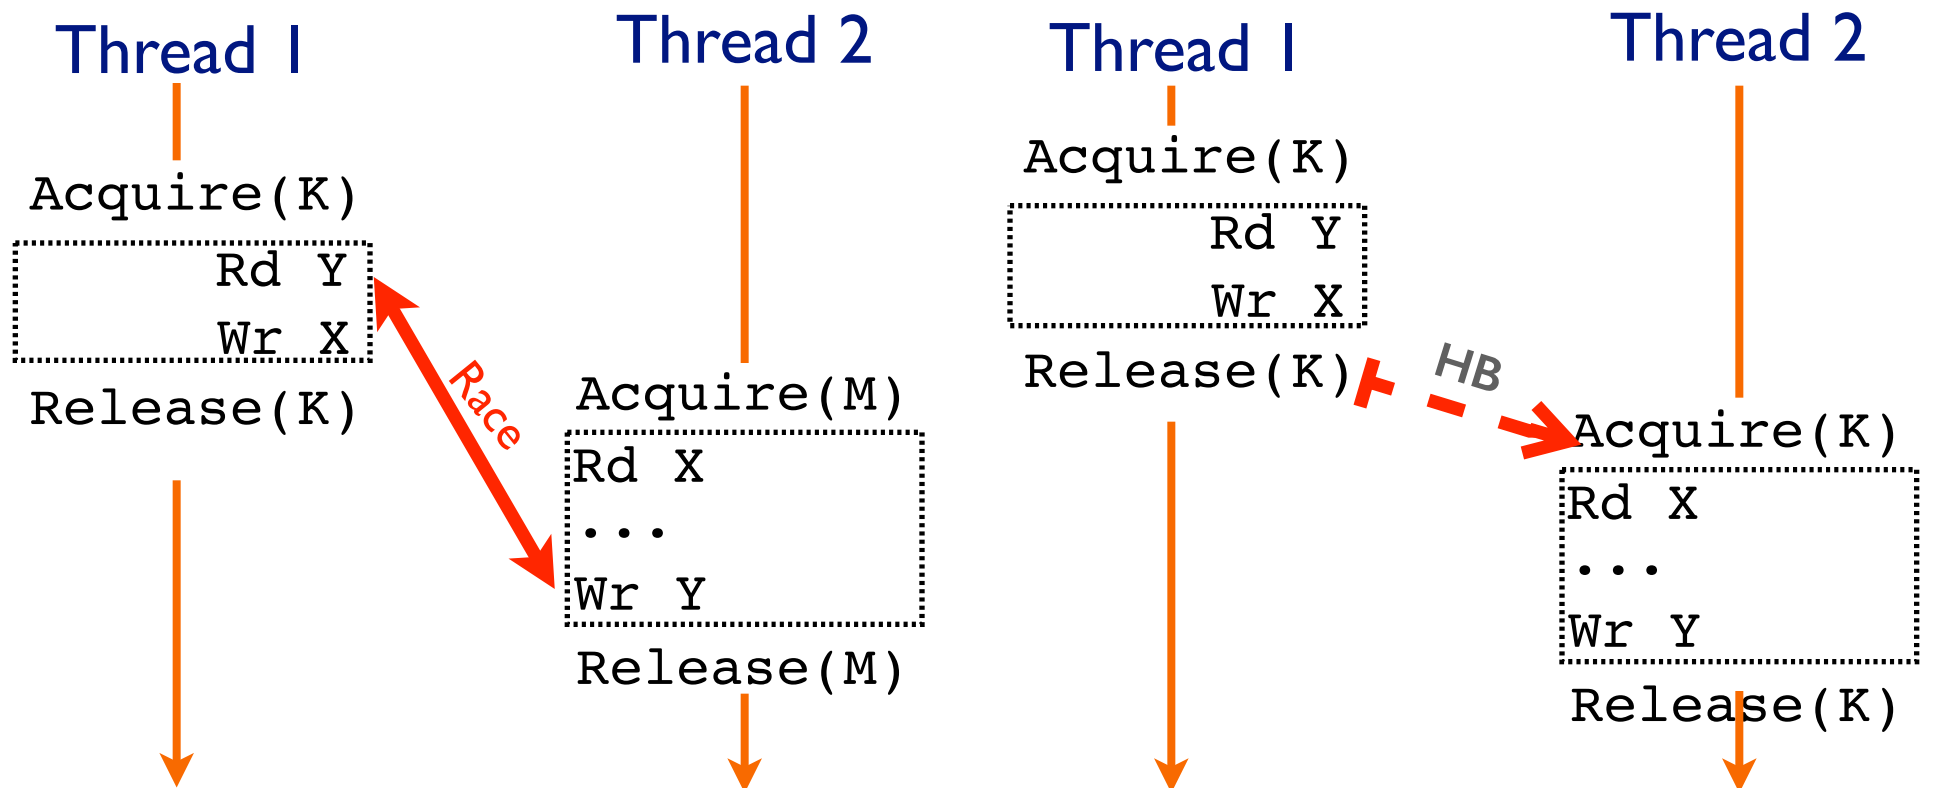 Thread 1
Acquire(K)
Rd Y
Wr X
Release(K)
Race
Thread 2
Acquire(M)
Rd X
...
Wr Y
Release(M)
Thread 1
Acquire(K)
Rd Y
Wr X
Release(K)
HB
Thread 2
Acquire(K)
Rd X
...
Wr Y
Release(K)